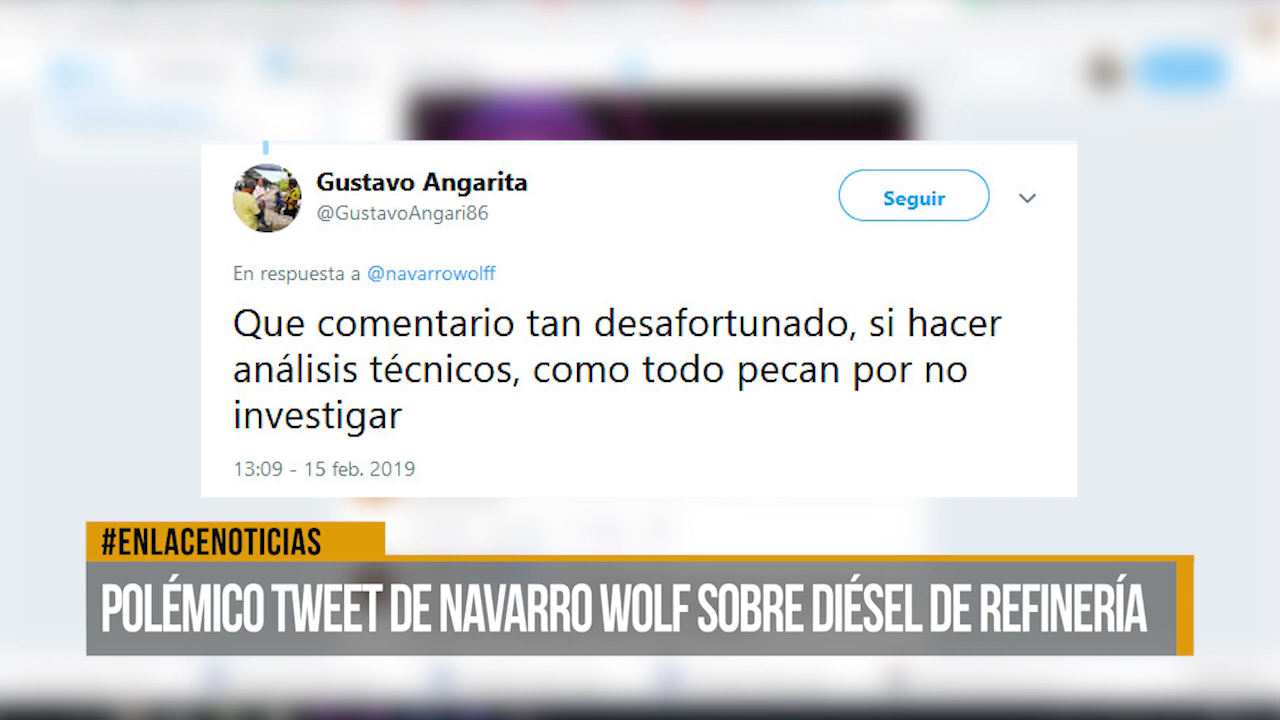 Gustavo Angarita
@GustavoAngari86
Seguir
En respuesta a @navarrowolff
Que comentario tan desafortunado, si hacer
análisis técnicos, como todo pecan por no
investigar
13:09 - 15 feb. 2019
#ENLACENOTICIAS
POLÉMICO TWEET DE NAVARRO WOLF SOBRE DIÉSEL DE REFINERÍA